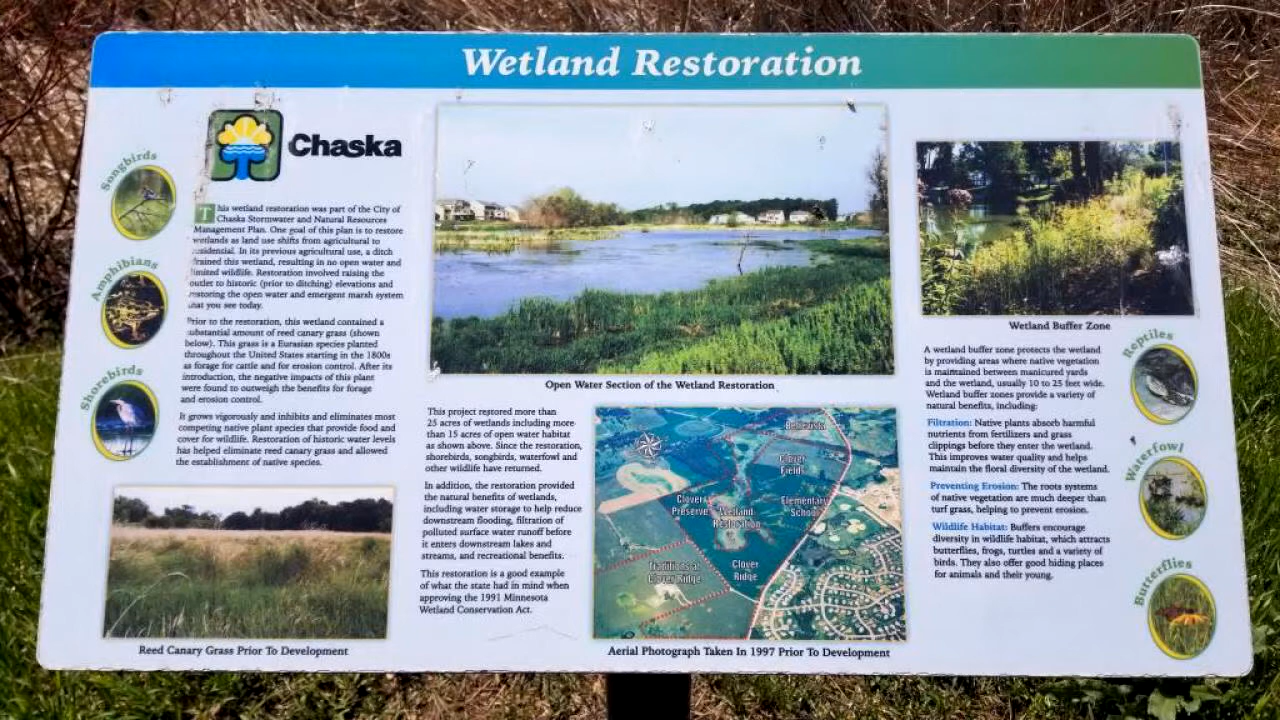 Wetland Restoration
Chaska
Songbirds
Amphibians
Shorebirds
This wetland restoration was part of the City of
Chaska Stormwater and Natural Resources
Management Plan. One goal of this plan is to restore
wetlands as land use shifts from agricultural to
residential. In its previous agricultural use, a ditch
drained this wetland, resulting in no open water and
limited wildlife. Restoration involved raising the
outlet to historic (prior to ditching) elevations and
restoring the open water and emergent marsh system
that you see today.
Prior to the restoration, this wetland contained a
substantial amount of reed canary grass (shown
below). This grass is a Eurasian species planted
throughout the United States starting in the 1800s
as forage for cattle and for erosion control. After its
introduction, the negative impacts of this plant
were found to outweigh the benefits for forage
and erosion control.
It grows vigorously and inhibits and eliminates most
competing native plant species that provide food and
cover for wildlife. Restoration of historic water levels
has helped eliminate reed canary grass and allowed
the establishment of native species.
Reed Canary Grass Prior To Development
Open Water Section of the Wetland Restoration
This project restored more than
25 acres of wetlands including more
than 15 acres of open water habitat
as shown above. Since the restoration,
shorebirds, songbirds, waterfowl and
other wildlife have returned.
In addition, the restoration provided
the natural benefits of wetlands,
including water storage to help reduce
downstream flooding, filtration of
polluted surface water runoff before
it enters downstream lakes and
streams, and recreational benefits.
This restoration is a good example
of what the state had in mind when
approving the 1991 Minnesota
Wetland Conservation Act.
Clover
Field
Clover
Preserve
Wetland
Restoration
Elementary
School
Traditions at
Clover Ridge
Clover
Ridge
Aerial Photograph Taken In 1997 Prior To Development
Wetland Buffer Zone
A wetland buffer zone protects the wetland
by providing areas where native vegetation
is maintained between manicured yards
and the wetland, usually 10 to 25 feet wide.
Wetland buffer zones provide a variety of
natural benefits, including:
Filtration: Native plants absorb harmful
nutrients from fertilizers and grass
clippings before they enter the wetland.
This improves water quality and helps
maintain the floral diversity of the wetland.
Preventing Erosion: The roots systems
of native vegetation are much deeper than
turf grass, helping to prevent erosion.
Wildlife Habitat: Buffers encourage
diversity in wildlife habitat, which attracts
butterflies, frogs, turtles and a variety of
birds. They also offer good hiding places
for animals and their young.
Reptiles
Waterfowl
Butterflies